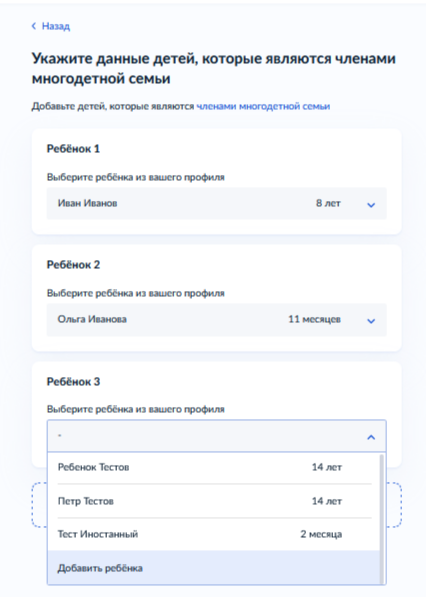 Назад
Укажите данные детей, которые являются членами
многодетной семьи
Добавьте детей, которые являются членами многодетной семьи
Ребёнок 1
Выберите ребёнка из вашего профиля
Иван Иванов 8 лет
Ребёнок 2
Выберите ребёнка из вашего профиля
Ольга Иванова 11 месяцев
Ребёнок 3
Выберите ребёнка из вашего профиля
-
Ребенок Тестов 14 лет
Петр Тестов 14 лет
Тест Иностанный 2 месяца
Добавить ребёнка